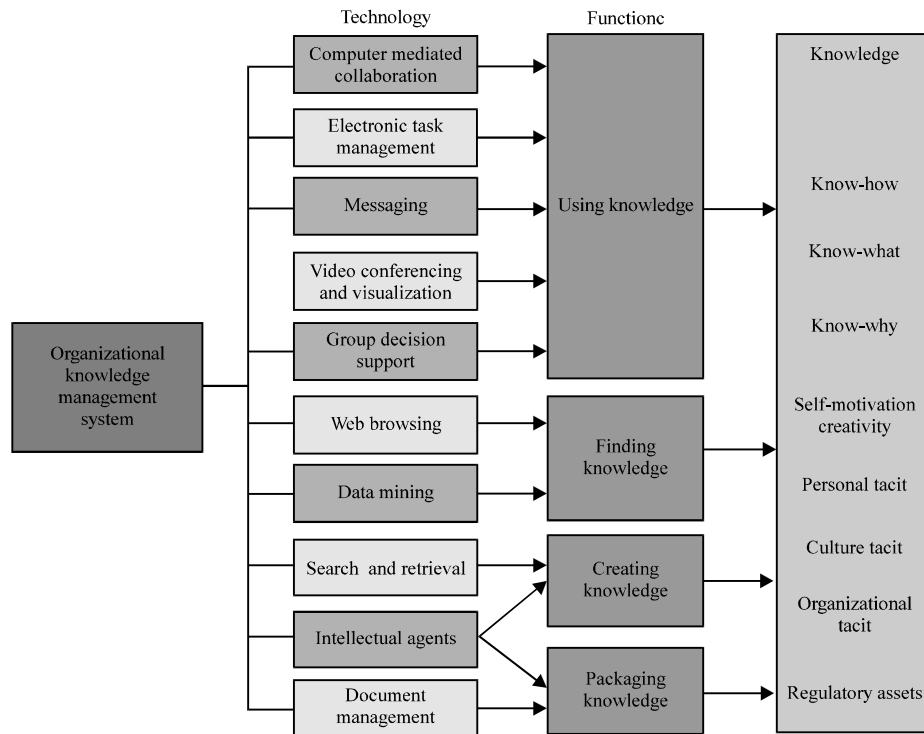 Technology
Functionc
Computer mediated
collaboration
Electronic task
management
Messaging
Video conferencing
and visualization
Group decision
support
Web browsing
Data mining
Search and retrieval
Intellectual agents
Document
management
Organizational
knowledge
management
system
Using knowledge
Finding
knowledge
Creating
knowledge
Packaging
knowledge
Knowledge
Know-how
Know-what
Know-why
Self-motivation
creativity
Personal tacit
Culture tacit
Organizational
tacit
Regulatory assets